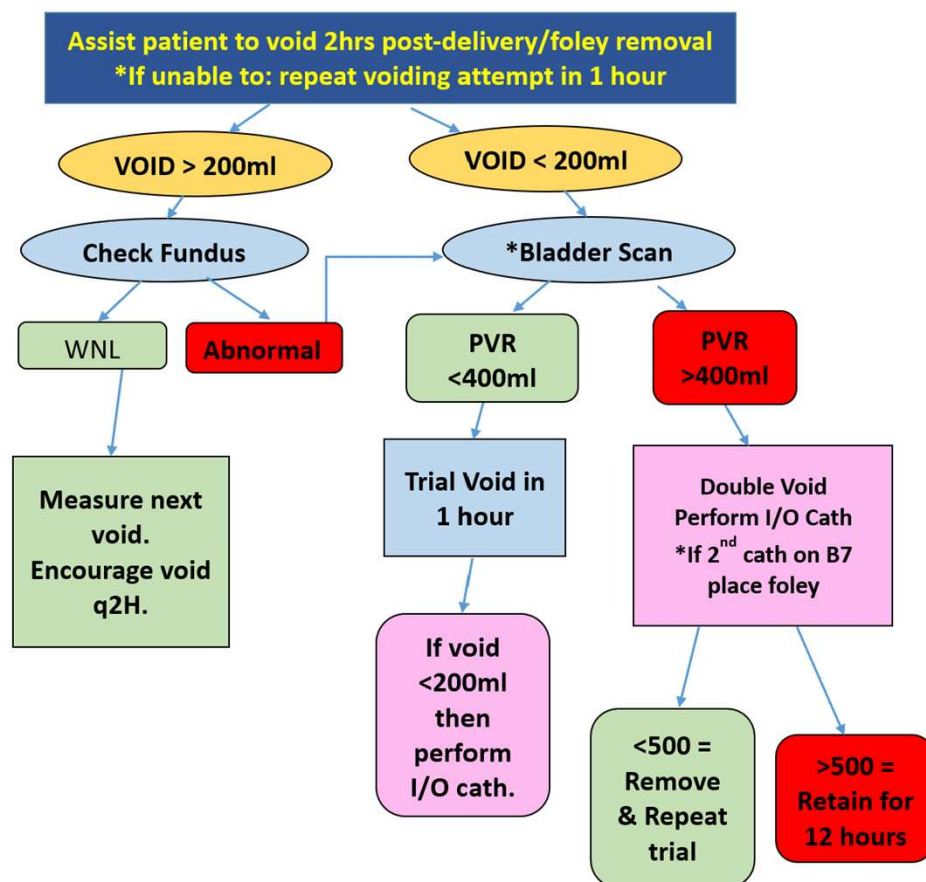 Assist patient to void 2hrs post-delivery/foley removal
*If unable to: repeat voiding attempt in 1 hour
VOID > 200ml
VOID < 200ml
Check Fundus
*Bladder Scan
WNL
Abnormal
PVR
<400ml
PVR
>400ml
Measure next
void.
Encourage void
q2H.
Trial Void in
1 hour
Double Void
Perform I/O Cath
*If 2nd cath on B7
place foley
If void
<200ml
then
perform
I/O cath.
<500 =
Remove
& Repeat
trial
>500 =
Retain for
12 hours